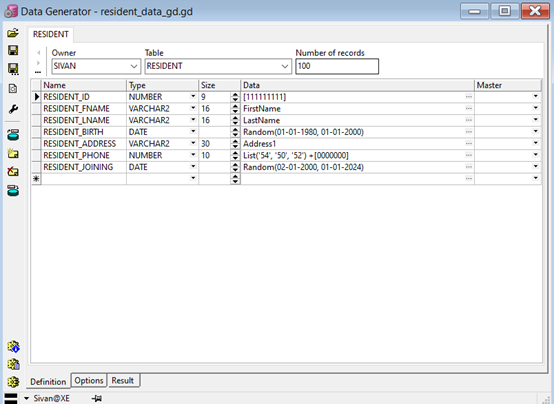 Data Generator - resident_data_gd.gd
RESIDENT
Owner Table Number of records
SIVAN RESIDENT 100
Name Type Size Data Master
RESIDENT_ID NUMBER 9 [111111111]
RESIDENT_FNAME VARCHAR2 16 FirstName
RESIDENT_LNAME VARCHAR2 16 LastName
RESIDENT_BIRTH DATE Random(01-01-1980, 01-01-2000)
RESIDENT_ADDRESS VARCHAR2 30 Address1
RESIDENT_PHONE NUMBER 10 List('54', '50', '52') +[0000000]
RESIDENT_JOINING DATE Random(02-01-2000, 01-01-2024)
Definition Options Result
Sivan@XE